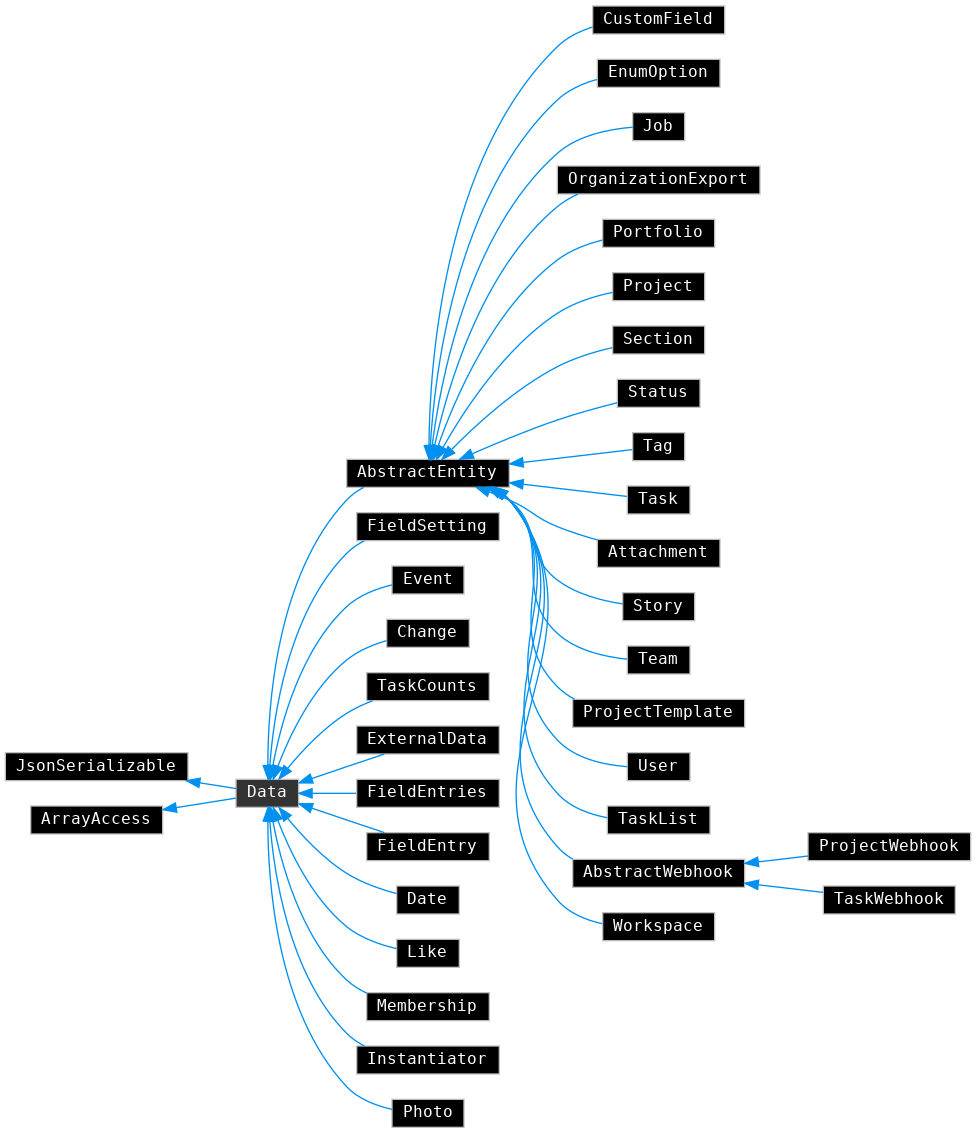 CustomField
EnumOption
Job
OrganizationExport
Portfolio
Project
Section
Status
Tag
AbstractEntity
Task
FieldSetting
Attachment
Event
Story
Change
Team
TaskCounts
ProjectTemplate
ExternalData
JsonSerializable
User
Data
FieldEntries
ArrayAccess
TaskList
FieldEntry
ProjectWebhook
AbstractWebhook
Date
TaskWebhook
Workspace
Like
Membership
Instantiator
Photo